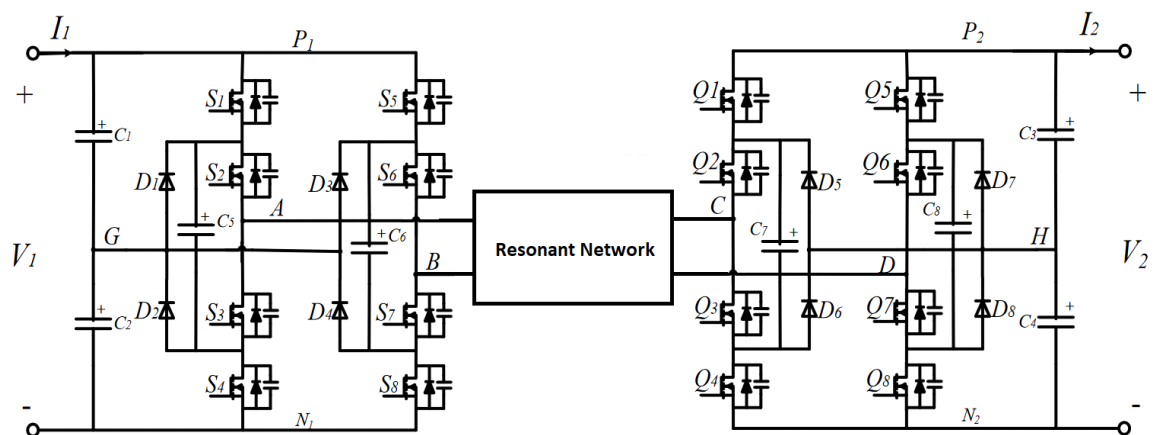 I1 P1 P2 I2
+ S1 S5 Q1 Q5 +
+ C1 + C3
D1 S2 D3 S6 Q2 D5 Q6 D7
A Resonant Network C
V1 G + C5 + C6 C7 + C8 + H V2
B D
+ C2 D2 S3 D4 S7 Q3 D6 Q7 D8 + C4
S4 S8 Q4 Q8
- N1 N2 -